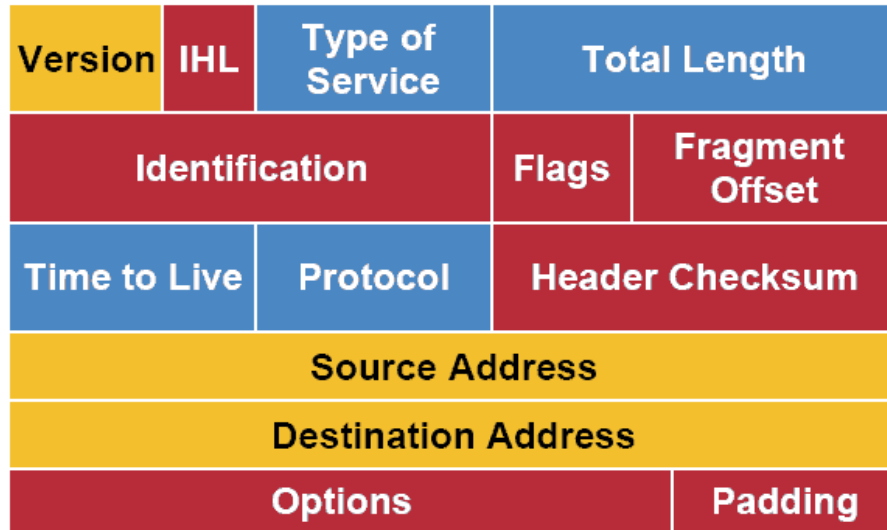 Version IHL Type of Service Total Length
Identification Flags Fragment Offset
Time to Live Protocol Header Checksum
Source Address
Destination Address
Options Padding